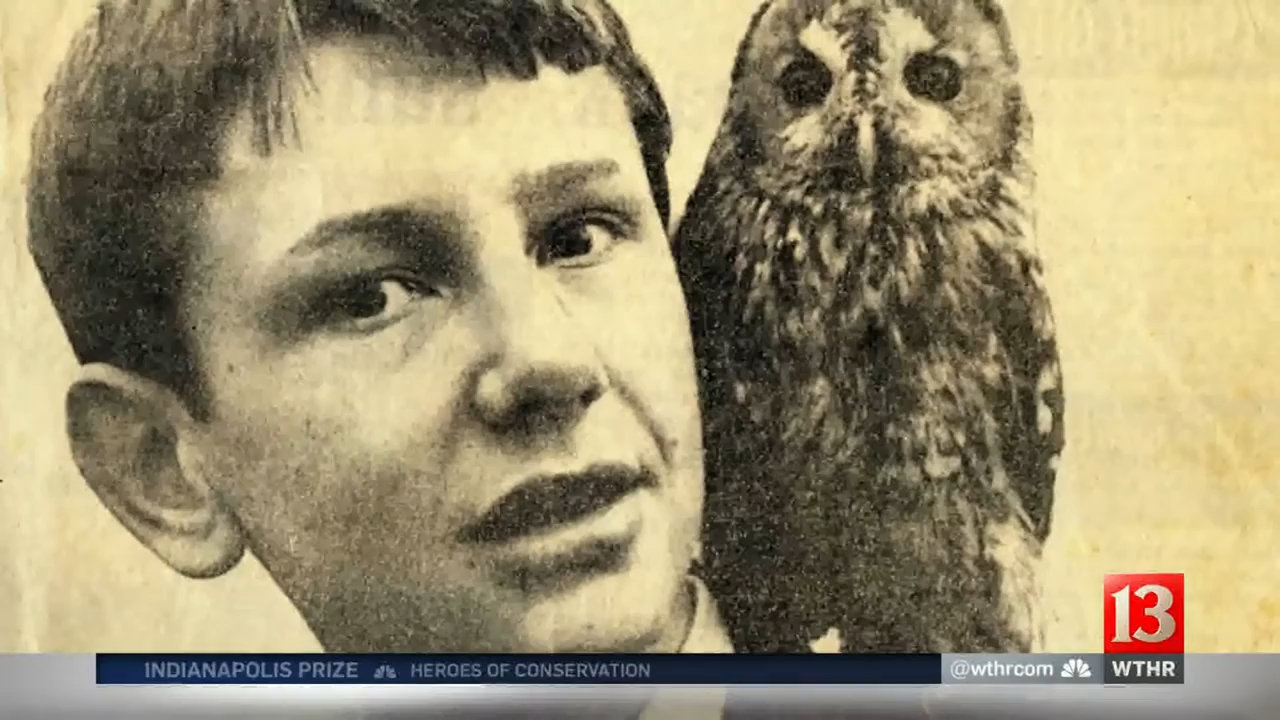 13
INDIANAPOLIS PRIZE HEROES OF CONSERVATION @wthrcom WTHR